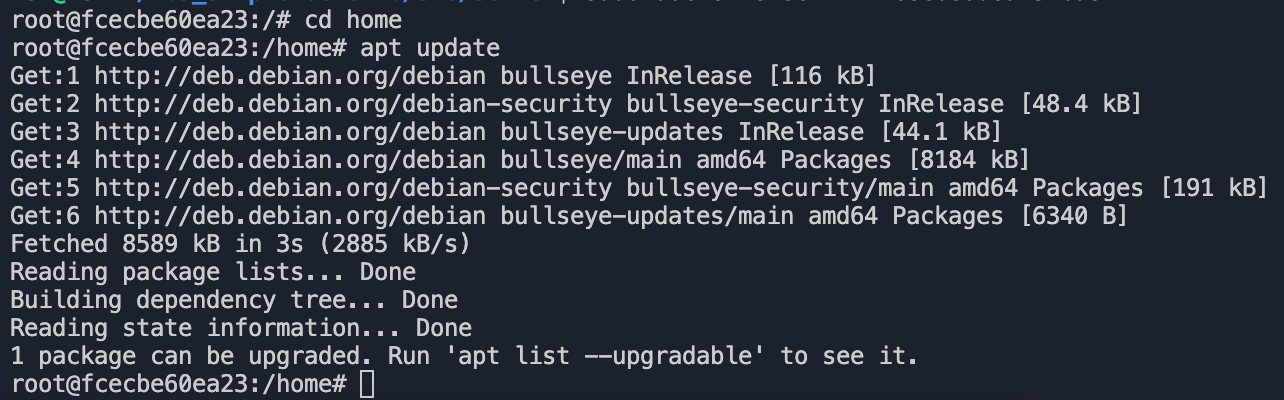 root@fcecbe60ea23:/# cd home
root@fcecbe60ea23:/home# apt update
Get:1 http://deb.debian.org/debian bullseye InRelease [116 kB]
Get:2 http://deb.debian.org/debian-security bullseye-security InRelease [48.4 kB]
Get:3 http://deb.debian.org/debian bullseye-updates InRelease [44.1 kB]
Get:4 http://deb.debian.org/debian bullseye/main amd64 Packages [8184 kB]
Get:5 http://deb.debian.org/debian-security bullseye-security/main amd64 Packages [191 kB]
Get:6 http://deb.debian.org/debian bullseye-updates/main amd64 Packages [6340 B]
Fetched 8589 kB in 3s (2885 kB/s)
Reading package lists... Done
Building dependency tree... Done
Reading state information... Done
1 package can be upgraded. Run 'apt list --upgradable' to see it.
root@fcecbe60ea23:/home#